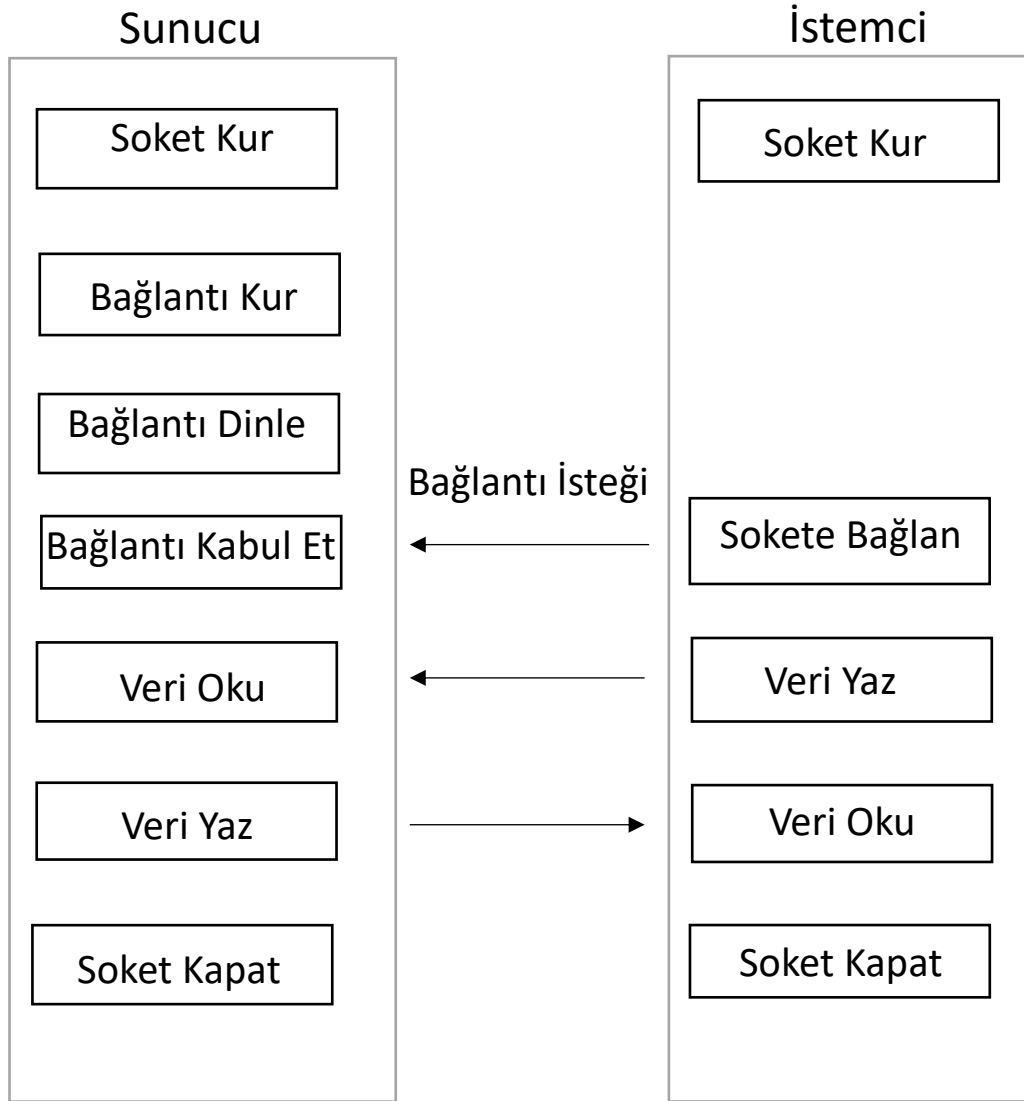 Sunucu
İstemci
Soket Kur
Soket Kur
Bağlantı Kur
Bağlantı Dinle
Bağlantı İsteği
Bağlantı Kabul Et
Sokete Bağlan
Veri Oku
Veri Yaz
Veri Yaz
Veri Oku
Soket Kapat
Soket Kapat